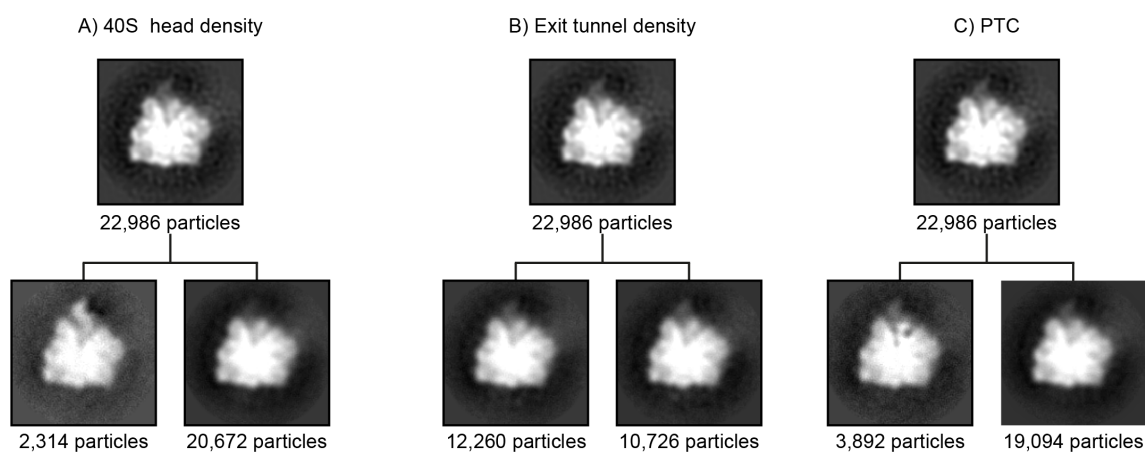 A) 40S head density
B) Exit tunnel density
C) PTC
22,986 particles
22,986 particles
22,986 particles
2,314 particles
20,672 particles
12,260 particles
10,726 particles
3,892 particles
19,094 particles